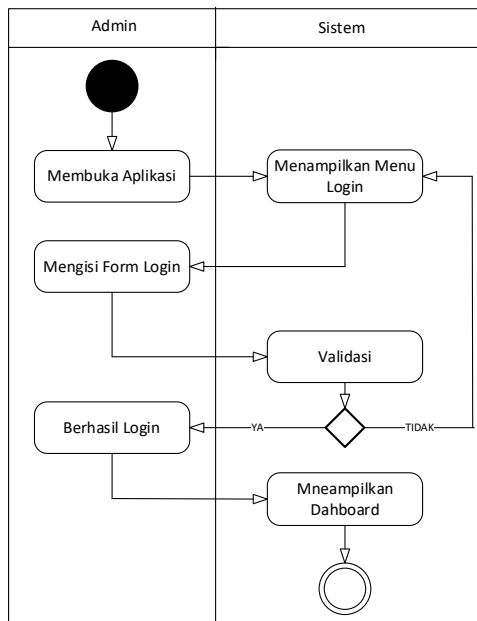 Admin
Sistem
Membuka Aplikasi
Menampilkan Menu
Login
Mengisi Form Login
Validasi
Berhasil Login
YA
TIDAK
Mneampilkan
Dahboard